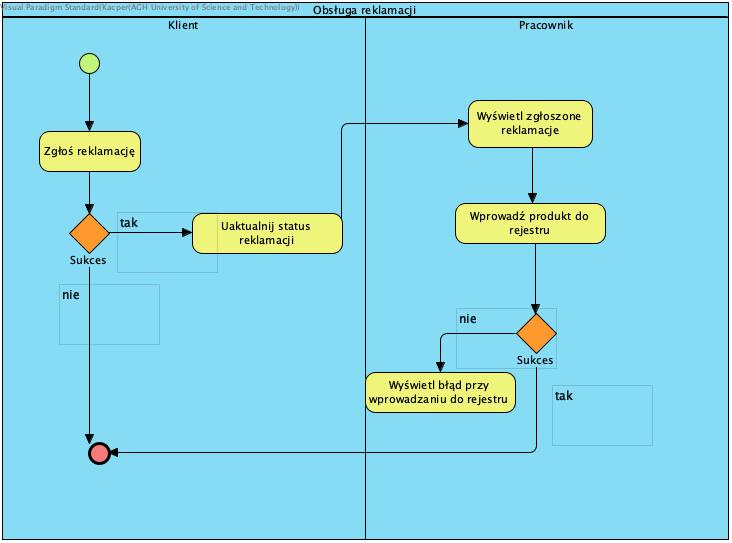 Visual Paradigm Standard(Kacper(AGH University of Science and Technology))
Obsługa reklamacji
Klient
Pracownik
Zgłoś reklamację
Sukces
tak
nie
Uaktualnij status
reklamacji
Wyświetl zgłoszone
reklamacje
Wprowadź produkt do
rejestru
Sukces
nie
Wyświetl błąd przy
wprowadzaniu do rejestru
tak